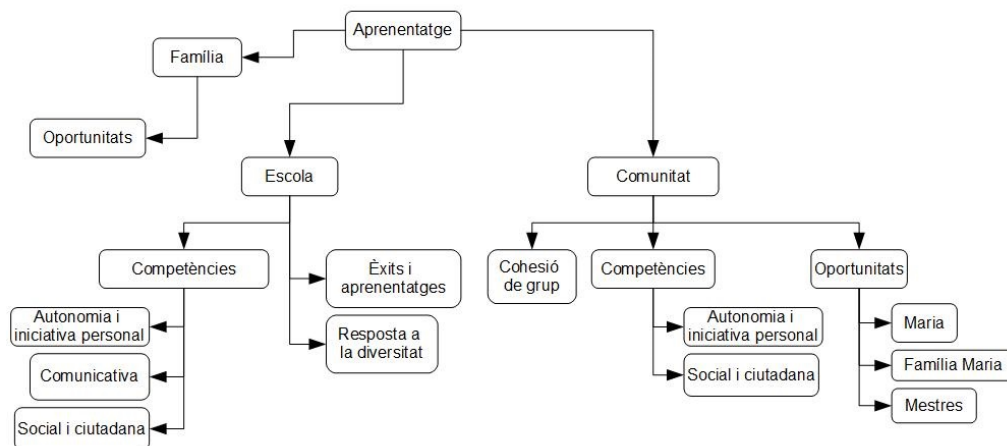 Aprenentatge
Família
Oportunitats
Escola
Comunitat
Competències
Èxits i
aprenentatges
Resposta a
la diversitat
Autonomia i
iniciativa personal
Comunicativa
Social i ciutadana
Cohesió
de grup
Competències
Autonomia i
iniciativa personal
Social i ciutadana
Oportunitats
Maria
Família Maria
Mestres